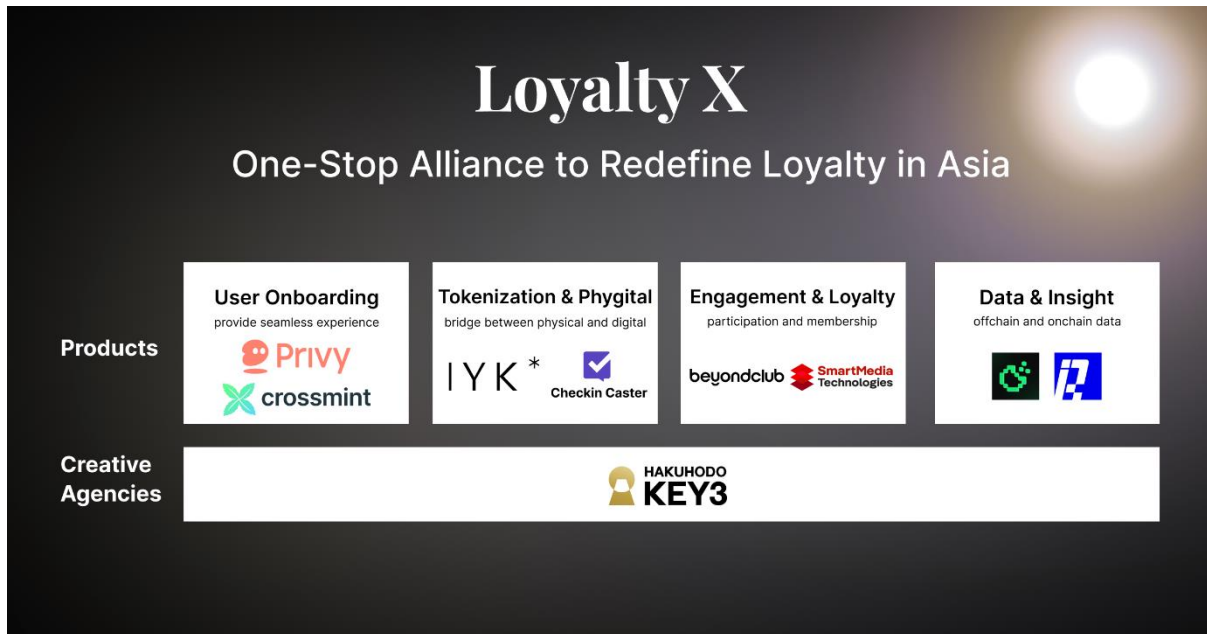 Loyalty X
One-Stop Alliance to Redefine Loyalty in Asia
Products
User Onboarding
provide seamless experience
Privy
crossmint
Tokenization & Phygital
bridge between physical and digital
IYK*
Checkin Caster
Engagement & Loyalty
participation and membership
beyondclub
SmartMedia
Technologies
Data & Insight
offchain and onchain data
Creative
Agencies
HAKUHODO
KEY3